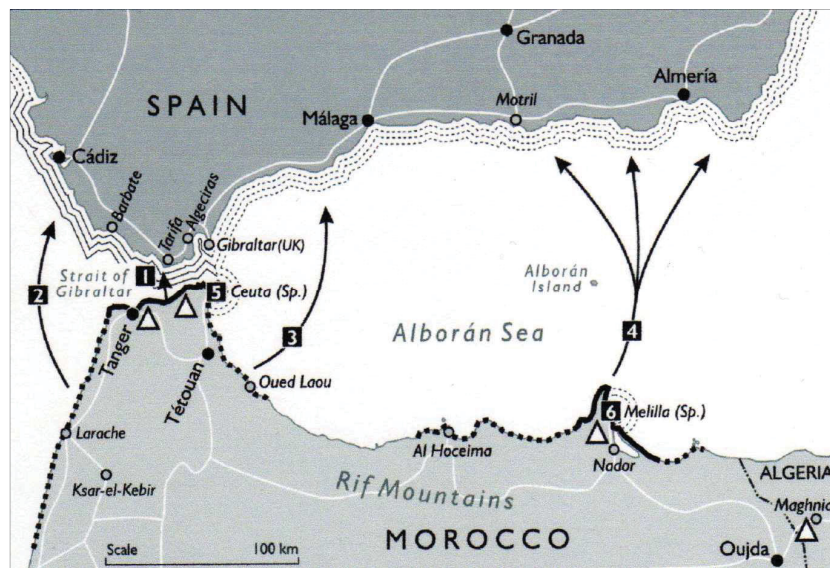 Granada
SPAIN
Almería
Málaga
Motril
Cádiz
Barbate
Tarifa
Algeciras
Gibraltar(UK)
Strait of
Gibraltar
1
2
5
Ceuta (Sp.)
Alborán
Island
3
4
Tanger
Alborán Sea
Tétouan
Oued Laou
6
Melilla (Sp.)
Larache
Al Hoceima
Nador
Ksar-el-Kebir
Rif Mountains
ALGERIA
Maghnia
MOROCCO
Oujda
Scale
100 km